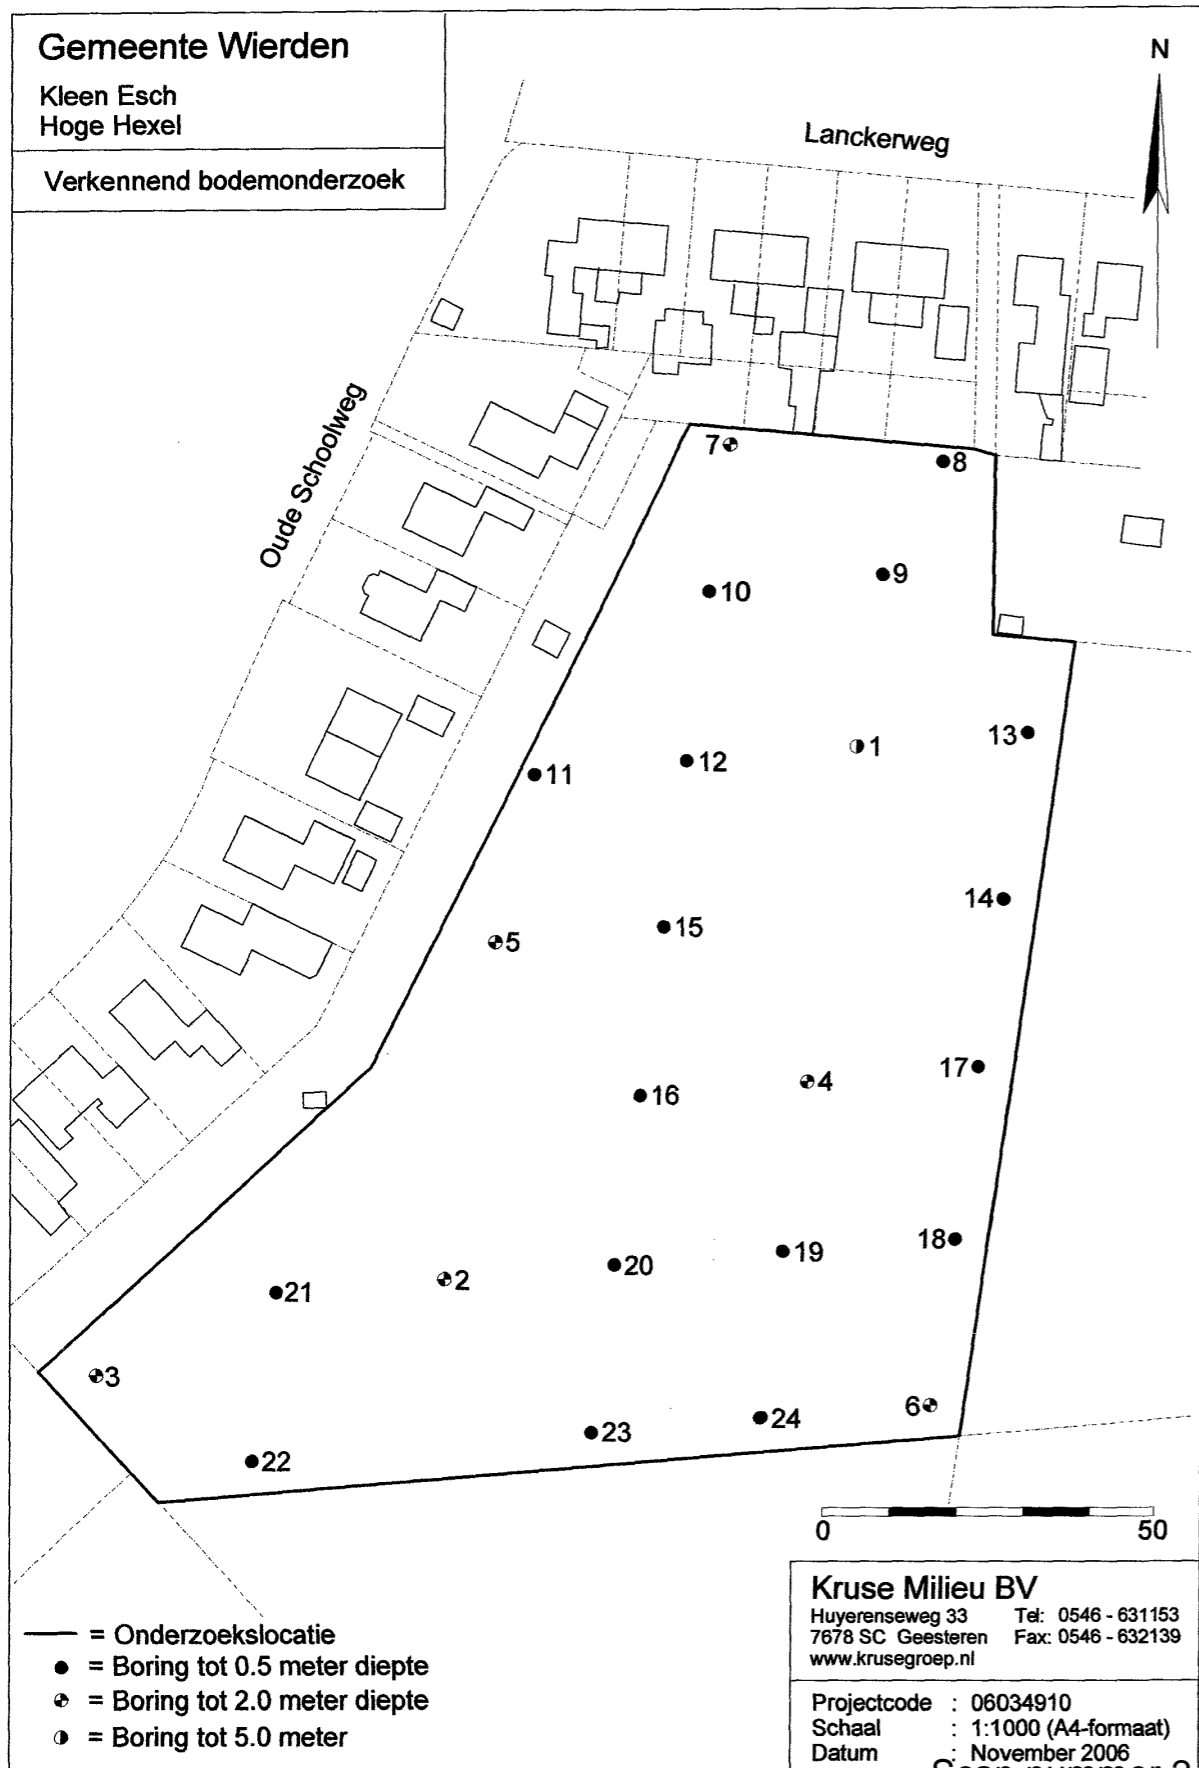 Gemeente Wierden
Kleen Esch
Hoge Hexel
Verkennend bodemonderzoek
N
Lanckerweg
Oude Schoolweg
7
8
9
10
11
12
1
13
14
15
5
16
4
17
18
19
20
2
21
3
6
24
23
22
0 50
= Onderzoekslocatie
= Boring tot 0.5 meter diepte
= Boring tot 2.0 meter diepte
= Boring tot 5.0 meter
Kruse Milieu BV
Huyerenseweg 33 Tel: 0546 - 631153
7678 SC Geesteren Fax: 0546 - 632139
www.krusegroep.nl
Projectcode : 06034910
Schaal : 1:1000 (A4-formaat)
Datum : November 2006